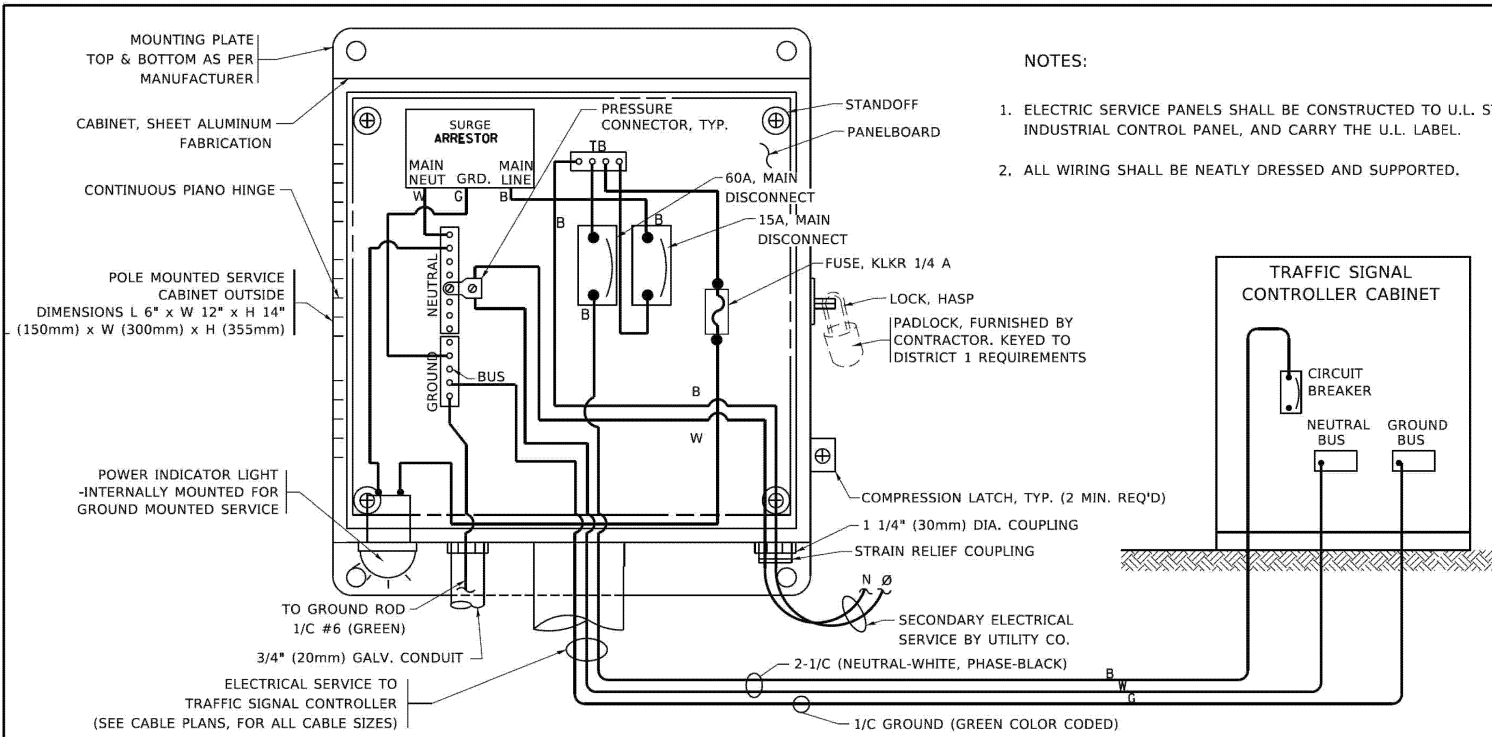 MOUNTING PLATE
TOP & BOTTOM AS PER
MANUFACTURER
CABINET, SHEET ALUMINUM
FABRICATION
CONTINUOUS PIANO HINGE
POLE MOUNTED SERVICE
CABINET OUTSIDE
DIMENSIONS L 6" x W 12" x H 14"
L (150mm) x W (300mm) x H (355mm)
POWER INDICATOR LIGHT
-INTERNALLY MOUNTED FOR
GROUND MOUNTED SERVICE
TO GROUND ROD
1/C #6 (GREEN)
3/4" (20mm) GALV. CONDUIT
ELECTRICAL SERVICE TO
TRAFFIC SIGNAL CONTROLLER
(SEE CABLE PLANS, FOR ALL CABLE SIZES)
SURGE
ARRESTOR
MAIN
NEUT
GRD.
MAIN
LINE
W
G
B
PRESSURE
CONNECTOR, TYP.
TB
60A, MAIN
DISCONNECT
15A, MAIN
DISCONNECT
B
B
B
NEUTRAL
GROUND
BUS
B
W
STANDOFF
PANELBOARD
FUSE, KLKR 1/4 A
LOCK, HASP
PADLOCK, FURNISHED BY
CONTRACTOR. KEYED TO
DISTRICT 1 REQUIREMENTS
COMPRESSION LATCH, TYP. (2 MIN. REQ'D)
1 1/4" (30mm) DIA. COUPLING
STRAIN RELIEF COUPLING
N Ø
SECONDARY ELECTRICAL
SERVICE BY UTILITY CO.
2-1/C (NEUTRAL-WHITE, PHASE-BLACK)
B
W
G
1/C GROUND (GREEN COLOR CODED)
NOTES:
1. ELECTRIC SERVICE PANELS SHALL BE CONSTRUCTED TO U.L.
INDUSTRIAL CONTROL PANEL, AND CARRY THE U.L. LABEL.
2. ALL WIRING SHALL BE NEATLY DRESSED AND SUPPORTED.
TRAFFIC SIGNAL
CONTROLLER CABINET
CIRCUIT
BREAKER
NEUTRAL
BUS
GROUND
BUS